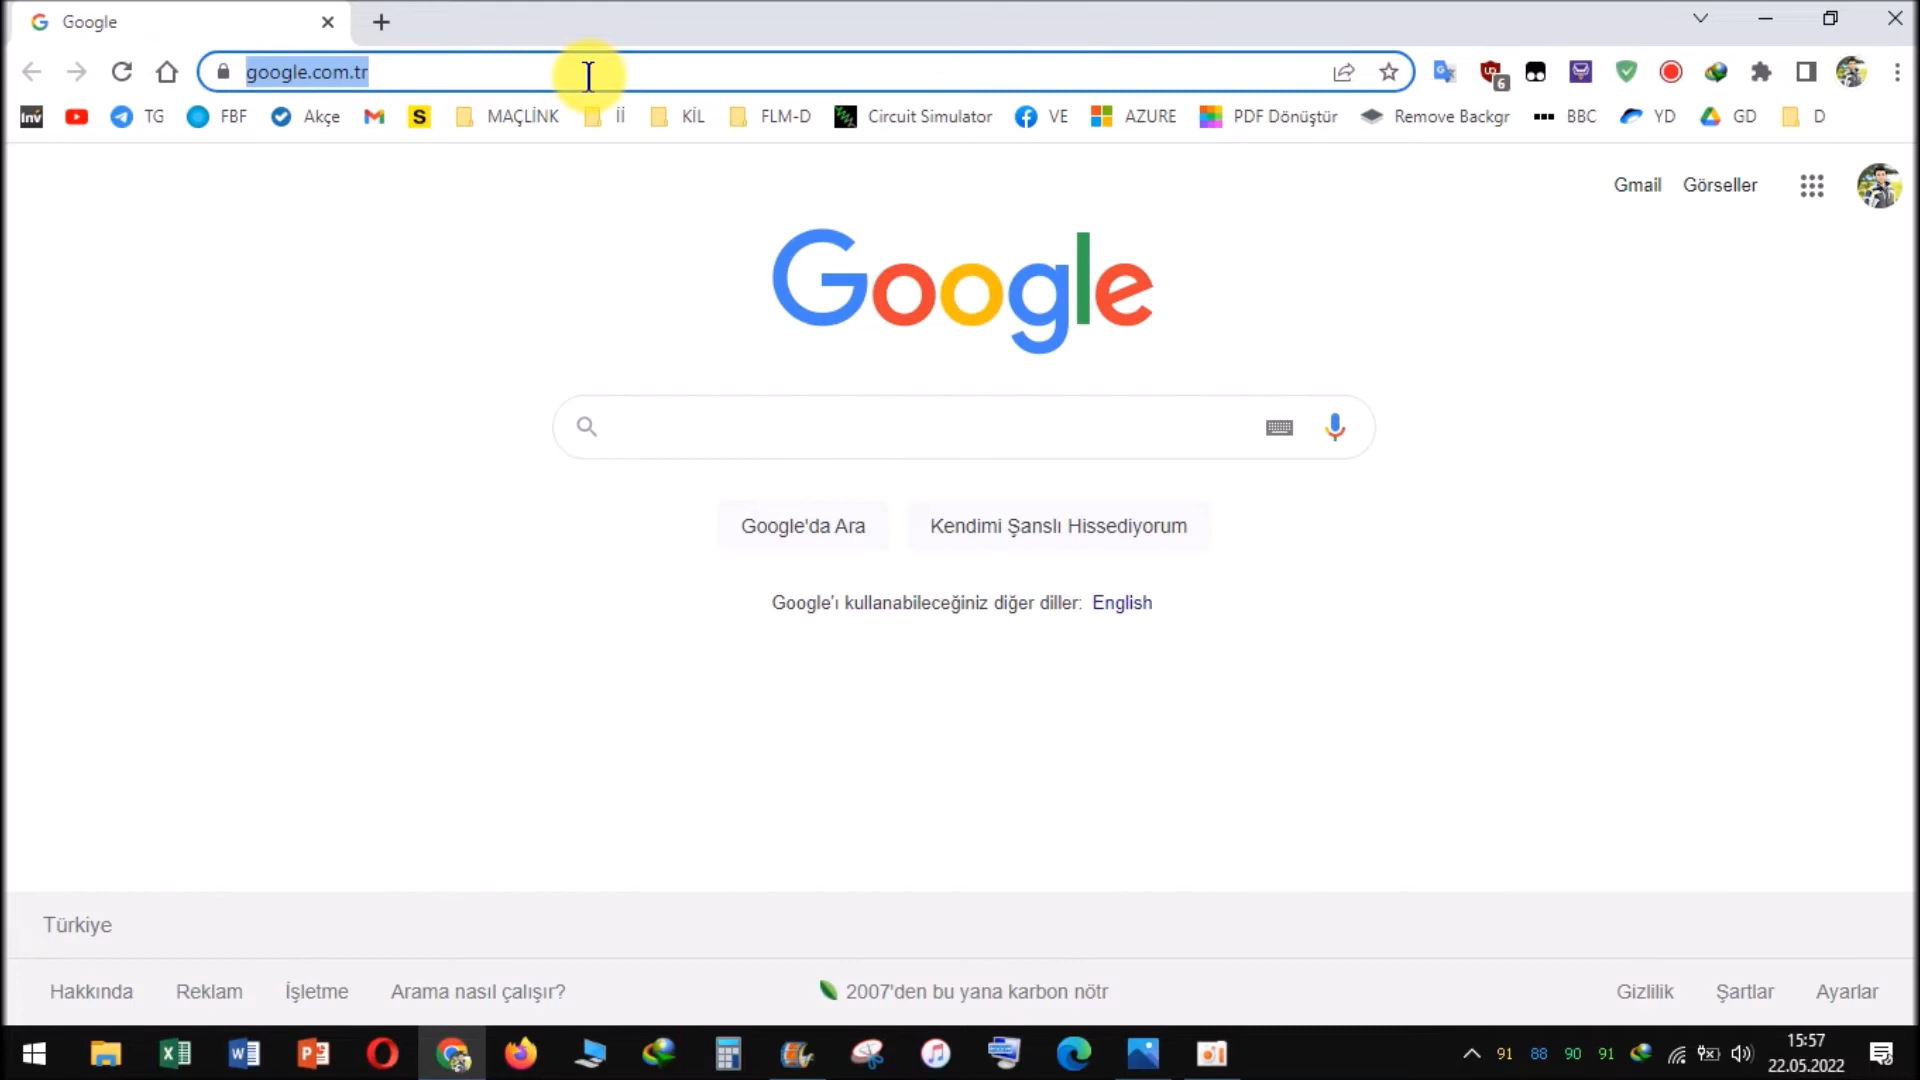 Google
google.com.tr
6
inv TG FBF Akçe S MAÇLİNK İİ KİL FLM-D Circuit Simulator VE AZURE PDF Dönüştür Remove Backgr BBC YD GD D
Gmail Görseller
Google
Google'da Ara Kendimi Şanslı Hissediyorum
Google'ı kullanabileceğiniz diğer diller: English
Türkiye
Hakkında Reklam İşletme Arama nasıl çalışır? 2007'den bu yana karbon nötr Gizlilik Şartlar Ayarlar
91 88 90 91 15:57
22.05.2022